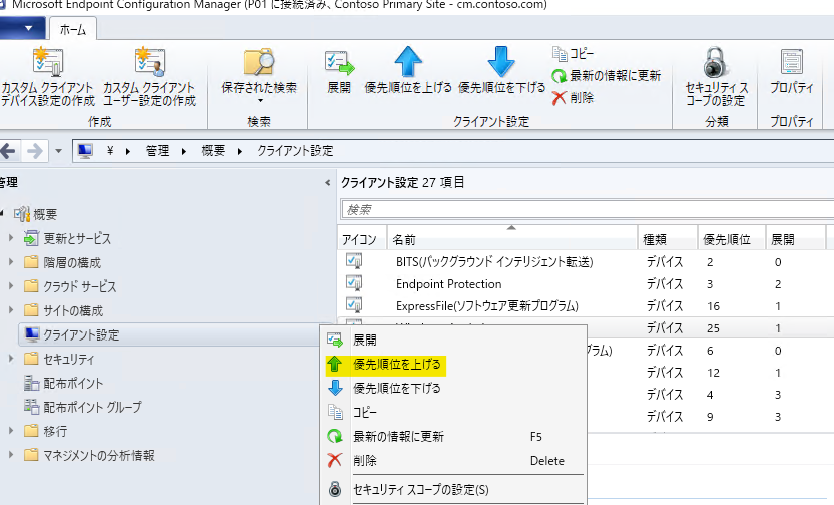 Microsoft Endpoint Configuration Manager (P01 に接続済み、Contoso Primary Site - cm.contoso.com)
ホーム
カスタム クライアント
デバイス設定の作成
カスタム クライアント
ユーザー設定の作成
作成
保存された検索
検索
展開
優先順位を上げる
優先順位を下げる
コピー
最新の情報に更新
削除
クライアント設定
セキュリティ ス
コープの設定
分類
プロパティ
プロパティ
¥ 管理 概要 クライアント設定
管理
概要
更新とサービス
階層の構成
クラウド サービス
サイトの構成
クライアント設定
セキュリティ
配布ポイント
配布ポイント グループ
移行
マネジメントの分析情報
クライアント設定 27 項目
検索
アイコン 名前 種類 優先順位 展開
BITS(バックグラウンド インテリジェント転送) デバイス 2 0
Endpoint Protection デバイス 3 2
ExpressFile(ソフトウェア更新プログラム) デバイス 16 1
デバイス 25 1
グラム) デバイス 6 0
デバイス 12 1
デバイス 4 3
デバイス 9 3
展開
優先順位を上げる
優先順位を下げる
コピー
最新の情報に更新 F5
削除 Delete
セキュリティ スコープの設定(S)